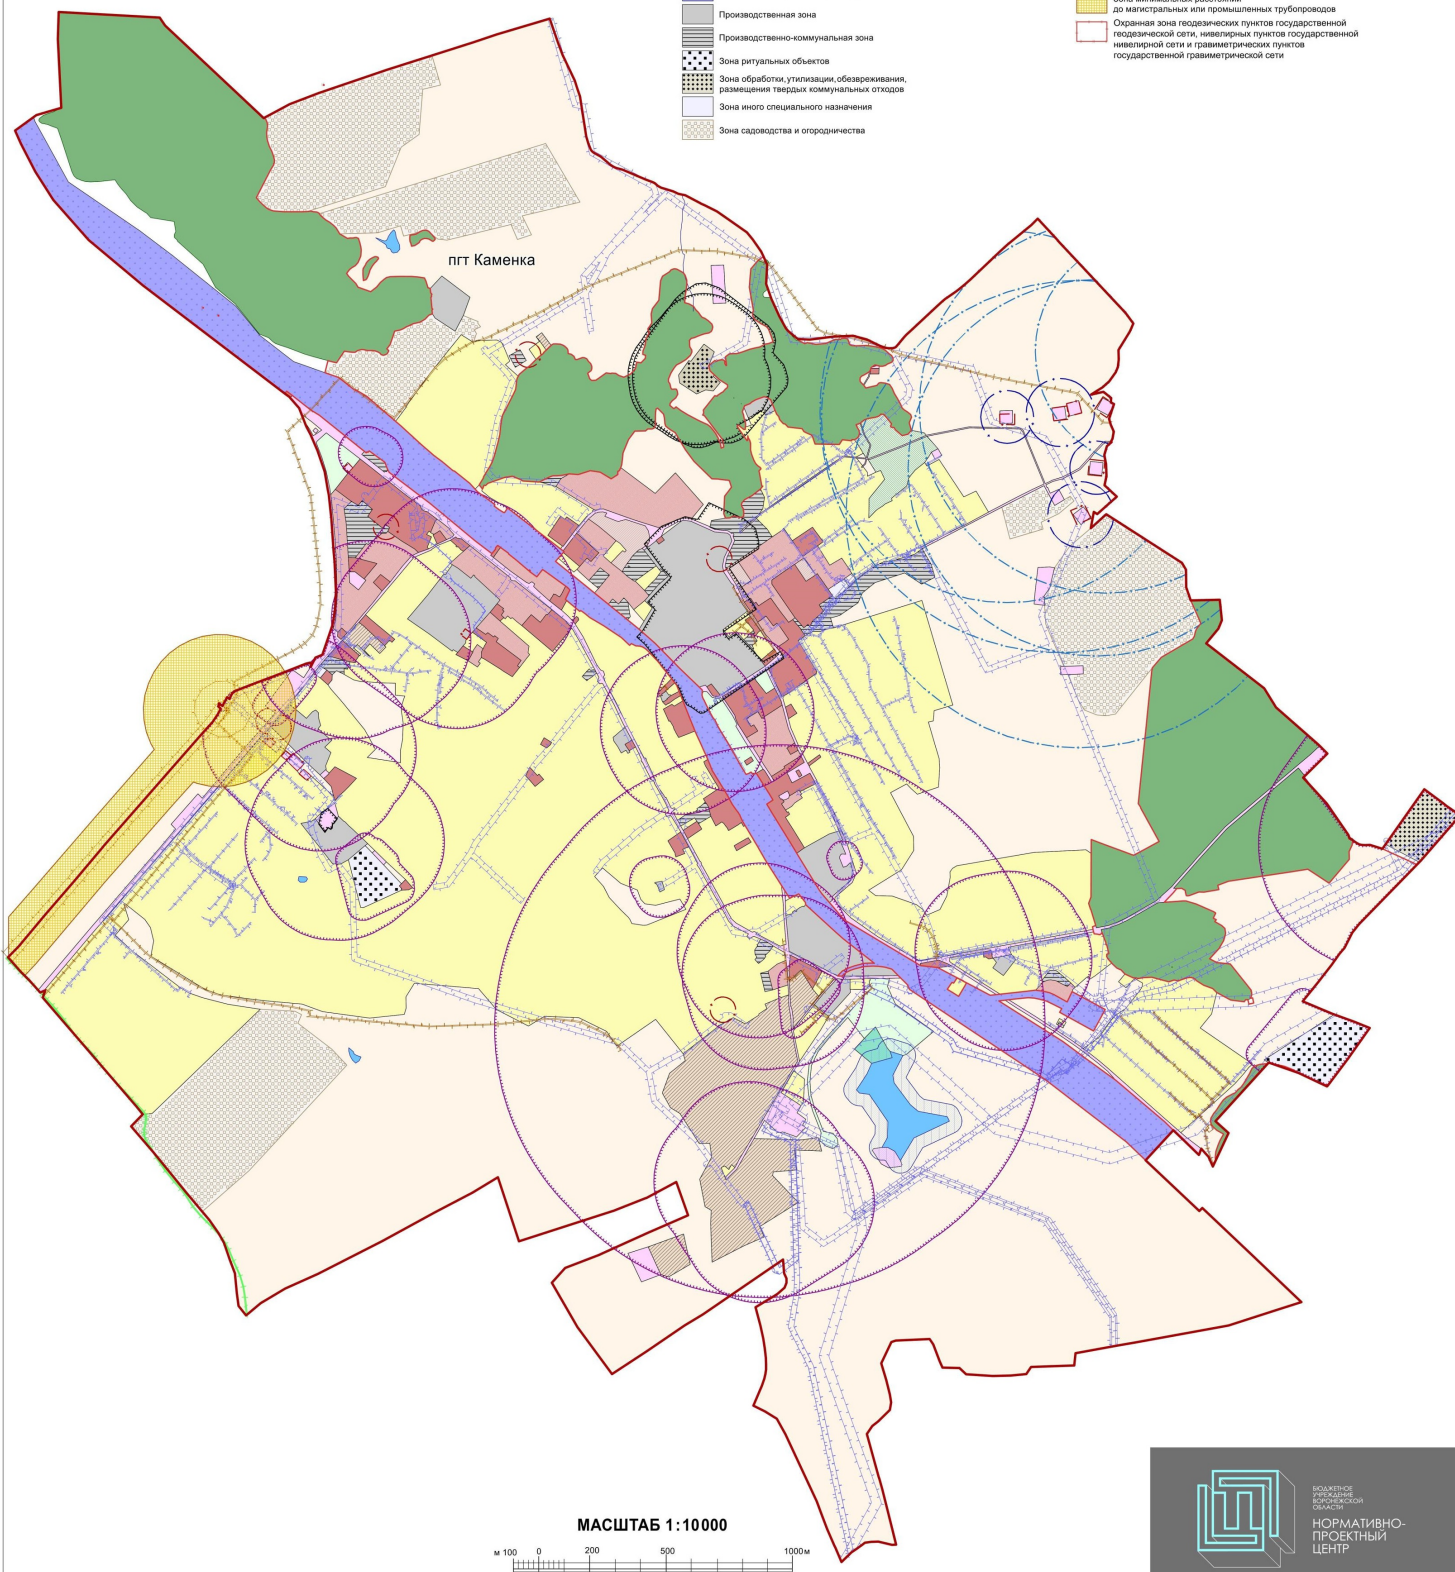 Производственная зона
Производственно-коммунальная зона
Зона ритуальных объектов
Зона обработки, утилизации, обезвреживания,
размещения твердых коммунальных отходов
Зона иного специального назначения
Зона садоводства и огородничества
до магистральных или промышленных трубопроводов
Охранная зона геодезических пунктов государственной
геодезической сети, нивелирных пунктов государственной
нивелирной сети и гравиметрических пунктов
государственной гравиметрической сети
пгт Каменка
МАСШТАБ 1:10000
м 100 0 200 500 1000м
БЮДЖЕТНОЕ
УЧРЕЖДЕНИЕ
ВОРОНЕЖСКОЙ
ОБЛАСТИ
НОРМАТИВНО-
ПРОЕКТНЫЙ
ЦЕНТР